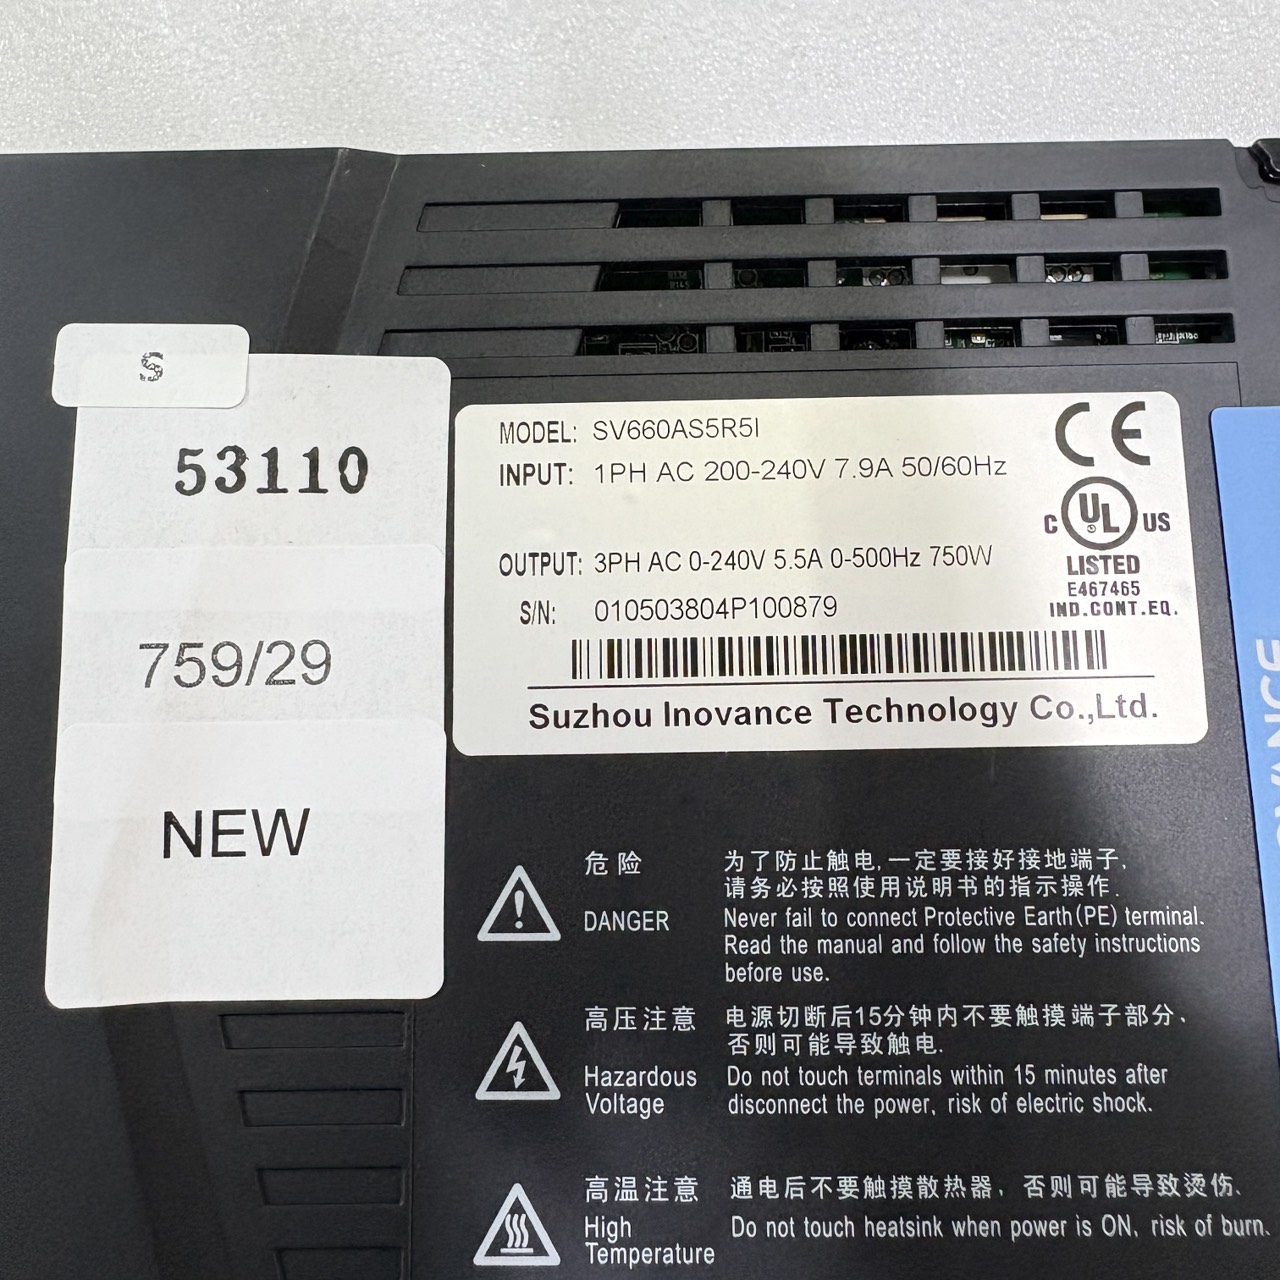 S
53110
759/29
NEW
MODEL: SV660AS5R5I
INPUT: 1PH AC 200-240V 7.9A 50/60Hz
OUTPUT: 3PH AC 0-240V 5.5A 0-500Hz 750W
S/N: 010503804P100879
Suzhou Inovance Technology Co.,Ltd.
CE
C UL US
LISTED
E467465
IND.CONT.EQ.
危险
DANGER
为了防止触电,一定要接好接地端子,
请务必按照使用说明书的指示操作.
Never fail to connect Protective Earth(PE) terminal.
Read the manual and follow the safety instructions
before use.
高压注意
Hazardous
Voltage
电源切断后15分钟内不要触摸端子部分,
否则可能导致触电.
Do not touch terminals within 15 minutes after
disconnect the power, risk of electric shock.
高温注意
High
Temperature
通电后不要触摸散热器，否则可能导致烫伤.
Do not touch heatsink when power is ON, risk of burn.